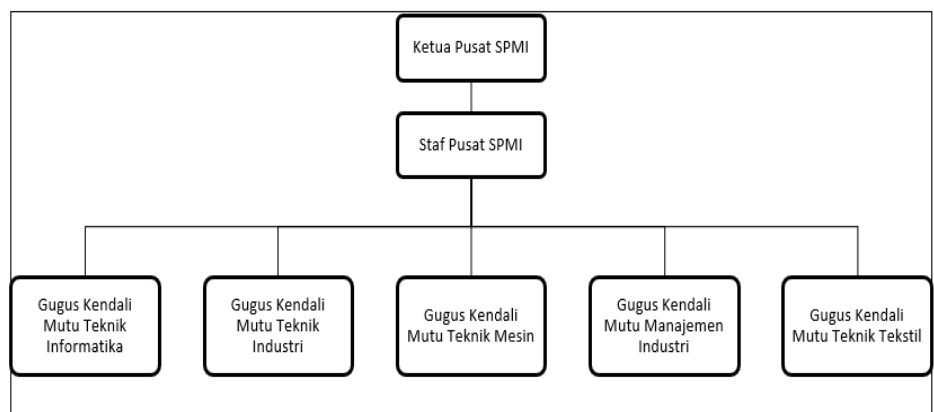 Ketua Pusat SPMI
Staf Pusat SPMI
Gugus Kendali
Mutu Teknik
Informatika
Gugus Kendali
Mutu Teknik
Industri
Gugus Kendali
Mutu Teknik Mesin
Gugus Kendali
Mutu Manajemen
Industri
Gugus Kendali
Mutu Teknik Tekstil